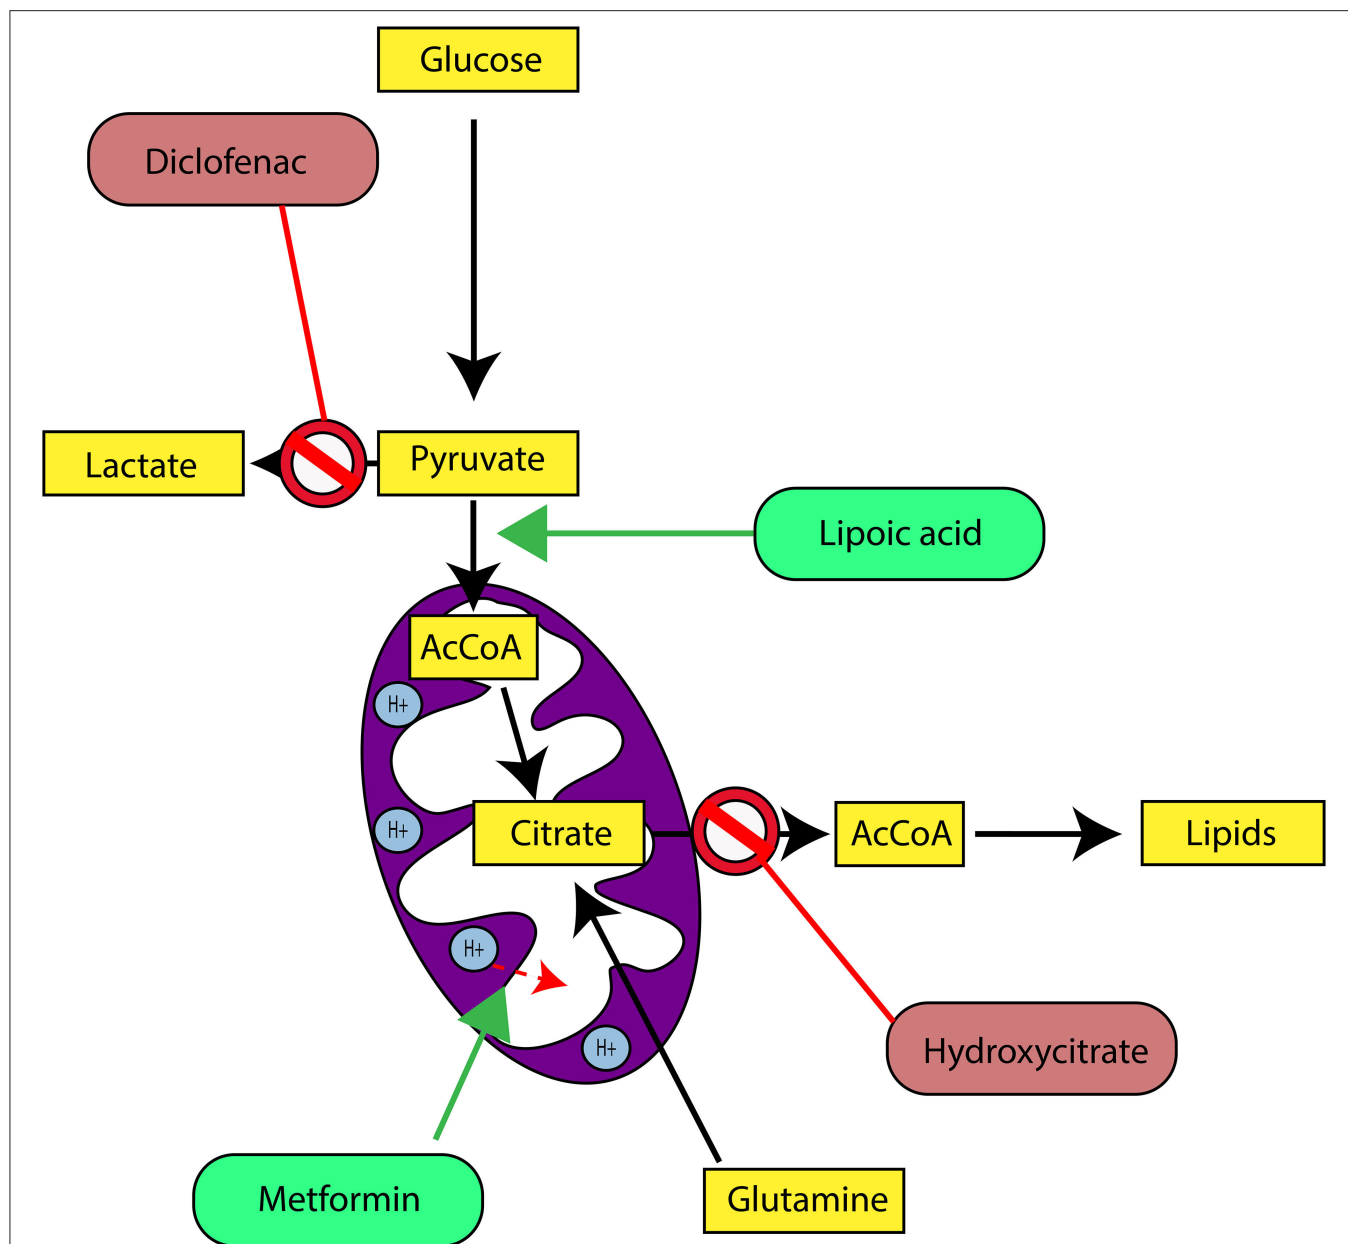 Glucose
Diclofenac
Lactate
Pyruvate
Lipoic acid
AcCoA
H+
H+
Citrate
AcCoA
Lipids
H+
H+
Hydroxycitrate
Metformin
Glutamine